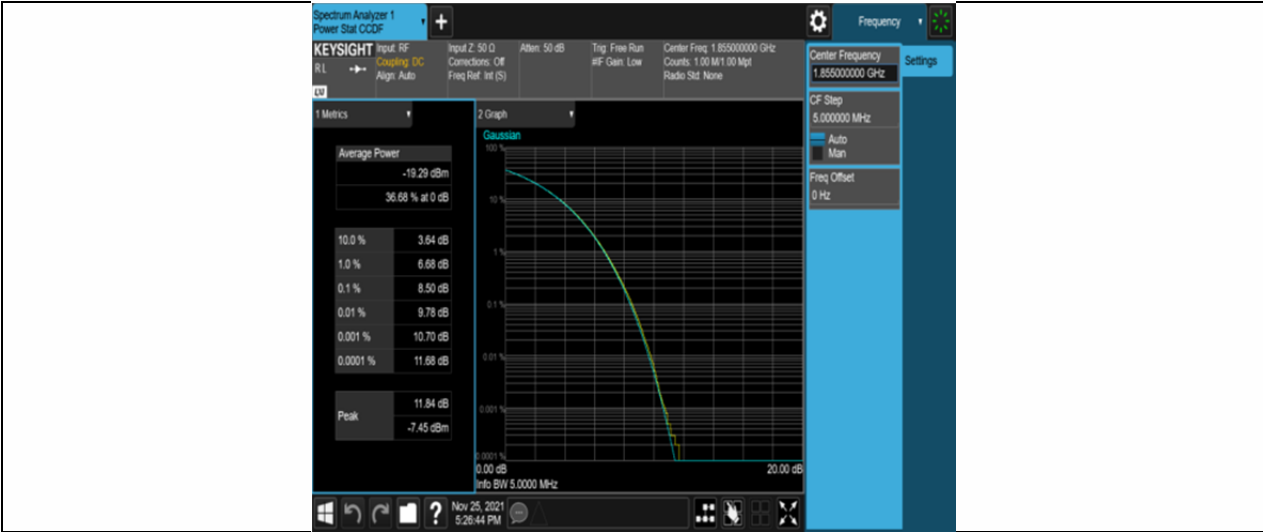 Spectrum Analyzer 1
Power Stat CCDF
Frequency
KEYSIGHT
RL
LV
Input: RF
Coupling: DC
Align: Auto
Input Z: 50 Ω
Corrections: Off
Freq Ref: Int (S)
Atten: 50 dB
Trig: Free Run
#IF Gain: Low
Center Freq: 1.855000000 GHz
Counts: 1.00 M/1.00 Mpt
Radio Std: None
Center Frequency
1.855000000 GHz
Settings
CF Step
5.000000 MHz
Auto
Man
Freq Offset
0 Hz
1 Metrics
Average Power
-19.29 dBm
36.68 % at 0 dB
10.0 % 3.64 dB
1.0 % 6.68 dB
0.1 % 8.50 dB
0.01 % 9.78 dB
0.001 % 10.70 dB
0.0001 % 11.68 dB
Peak
11.84 dB
-7.45 dBm
2 Graph
Gaussian
100 %
10 %
1 %
0.1 %
0.01 %
0.001 %
0.0001 %
0.00 dB 20.00 dB
Info BW 5.0000 MHz
?
Nov 25, 2021
5:26:44 PM